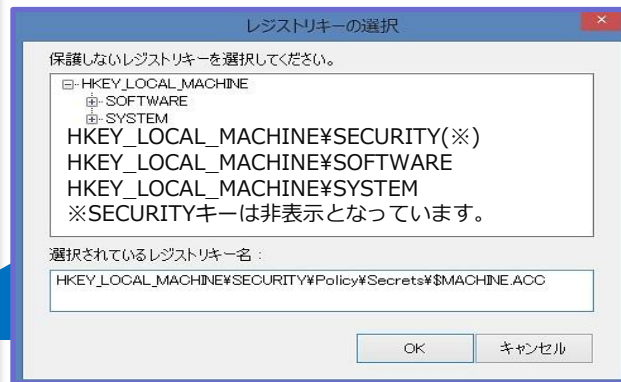 レジストリキーの選択
×
保護しないレジストリキーを選択してください。
HKEY_LOCAL_MACHINE
SOFTWARE
SYSTEM
HKEY_LOCAL_MACHINE¥SECURITY(※)
HKEY_LOCAL_MACHINE¥SOFTWARE
HKEY_LOCAL_MACHINE¥SYSTEM
※SECURITYキーは非表示となっています。
選択されているレジストリキー名：
HKEY_LOCAL_MACHINE¥SECURITY¥Policy¥Secrets¥$MACHINE.ACC
OK キャンセル